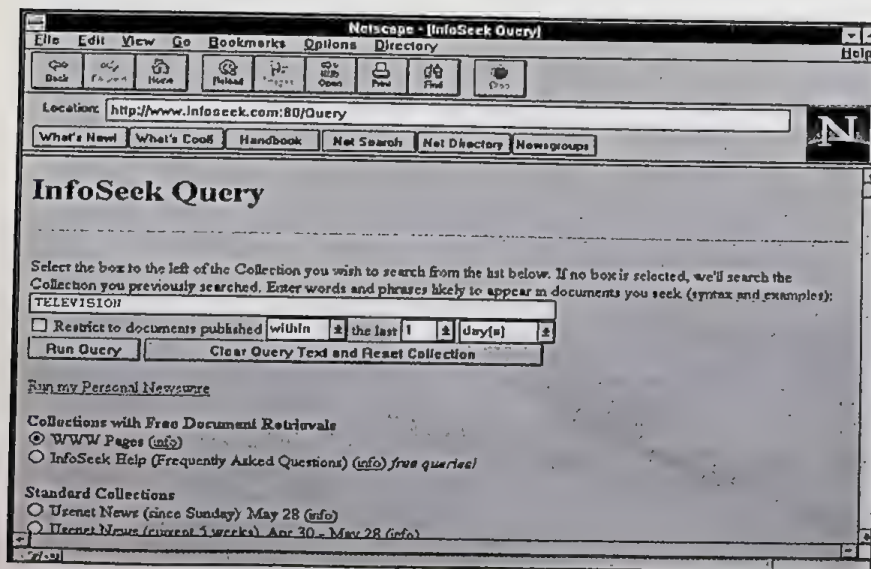 Netscape - [InfoSeek Query]
File Edit View Go Bookmarks Options Directory Help
Back Forward Home Reload Images Open Print Find Stop
Location: http://www.infoseek.com:80/Query
What's New! What's Cool! Handbook Net Search Net Directory Newsgroups
N
InfoSeek Query
Select the box to the left of the Collection you wish to search from the list below. If no box is selected, we'll search the
Collection you previously searched. Enter words and phrases likely to appear in documents you seek (syntax and examples):
TELEVISION
Restrict to documents published within the last 1 day(s)
Run Query Clear Query Text and Reset Collection
Run my Personal Newswire
Collections with Free Document Retrievals
WWW Pages (info)
InfoSeek Help (Frequently Asked Questions) (info) free queries!
Standard Collections
Usenet News (since Sunday) May 28 (info)
Usenet News (current 5 weeks) Apr 30 - May 28 (info)